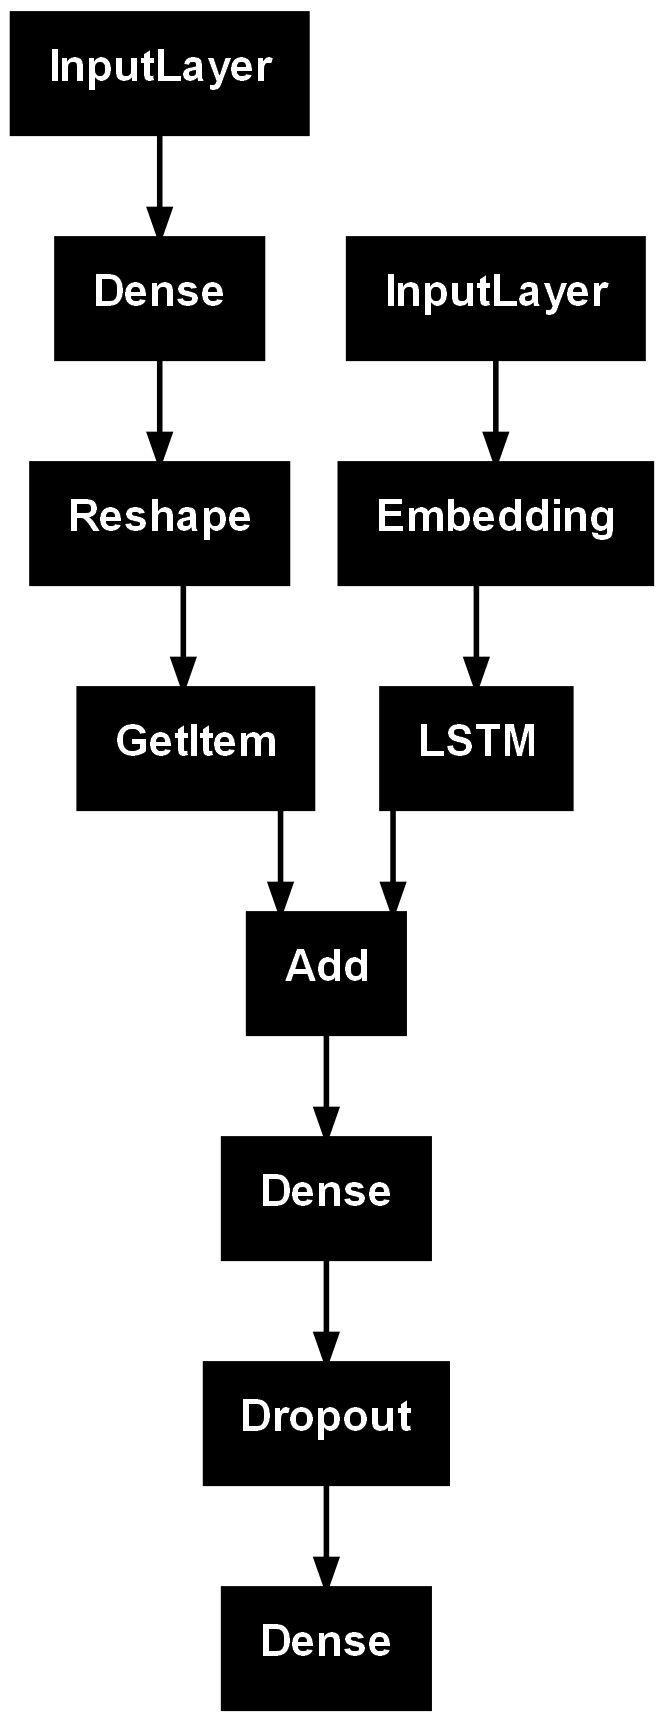 InputLayer
Dense
InputLayer
Reshape
Embedding
GetItem
LSTM
Add
Dense
Dropout
Dense